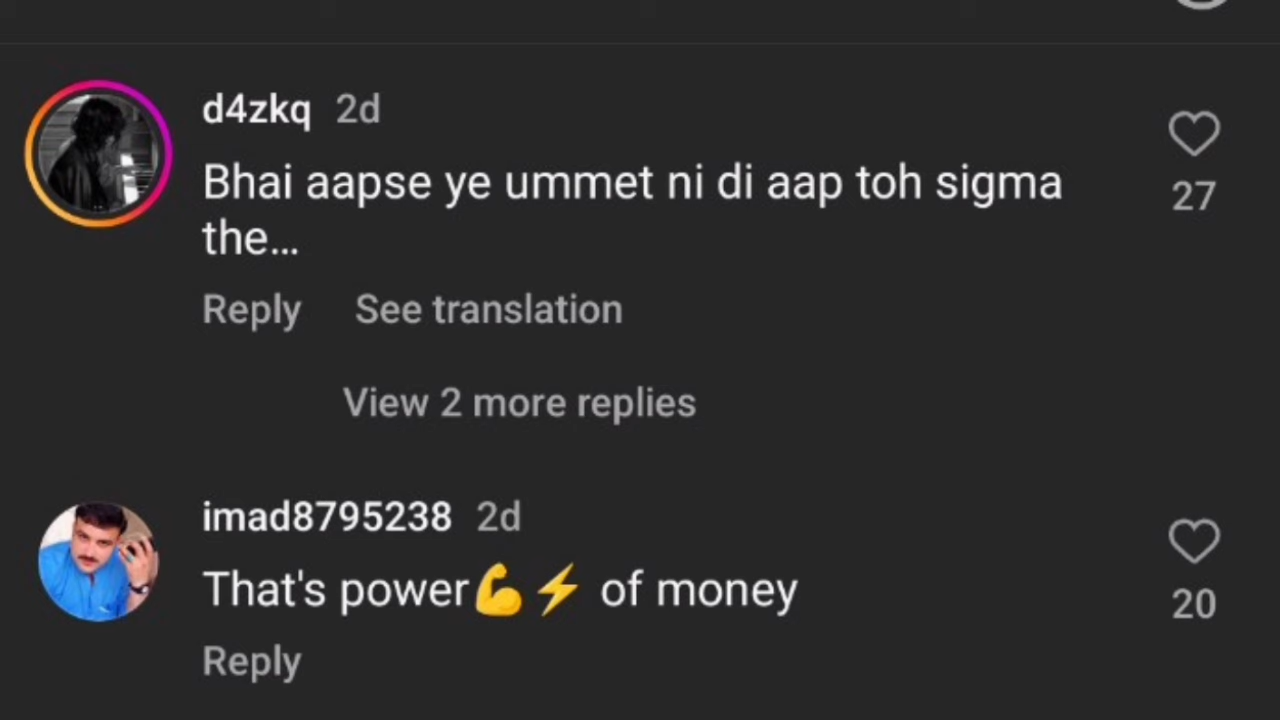 d4zkq 2d
Bhai aapse ye ummet ni di aap toh sigma
the...
27
Reply See translation
View 2 more replies
imad8795238 2d
That's power💪⚡ of money
20
Reply